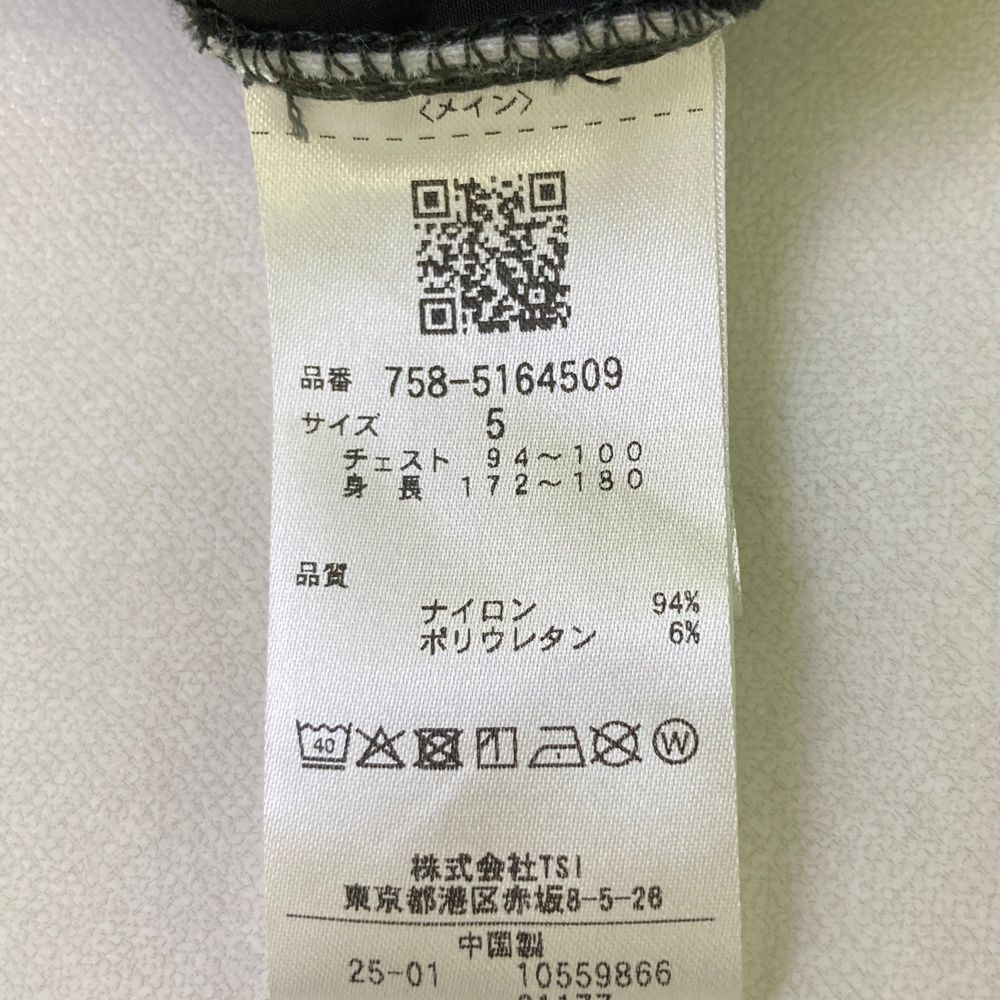 〈メイン〉
品番 758-5164509
サイズ 5
チェスト 94～100
身長 172～180
品質
ナイロン 94%
ポリウレタン 6%
40
W
株式会社TSI
東京都港区赤坂8-5-26
中国製
25-01 10559866